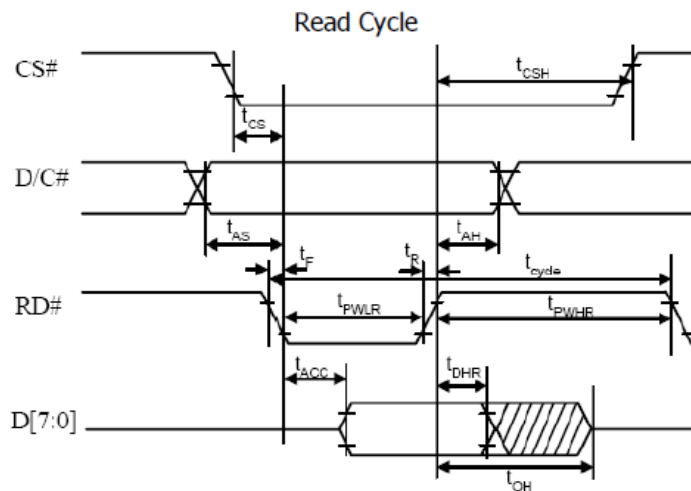 Read Cycle
CS#
tCSH
tCS
D/C#
tAS
tAH
tF
tR
tcycle
RD#
tPWLR
tPWHR
tACC
tDHR
D[7:0]
tOH